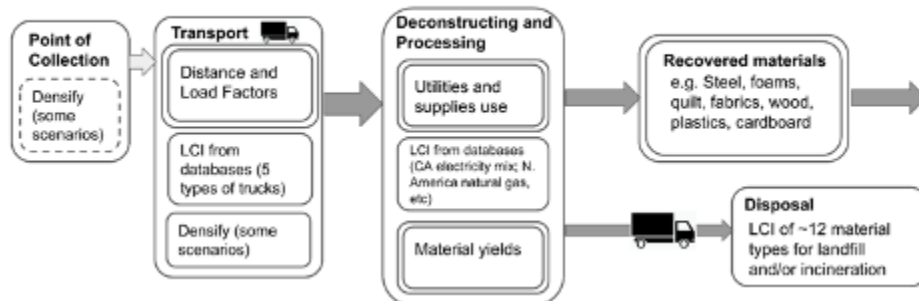 Point of
Collection
Densify
(some
scenarios)
Transport
Distance and
Load Factors
LCI from
databases (5
types of trucks)
Densify (some
scenarios)
Deconstructing and
Processing
Utilities and
supplies use
LCI from databases
(CA electricity mix; N.
America natural gas,
etc)
Material yields
Recovered materials
e.g. Steel, foams,
quilt, fabrics, wood,
plastics, cardboard
Disposal
LCI of ~12 material
types for landfill
and/or incineration